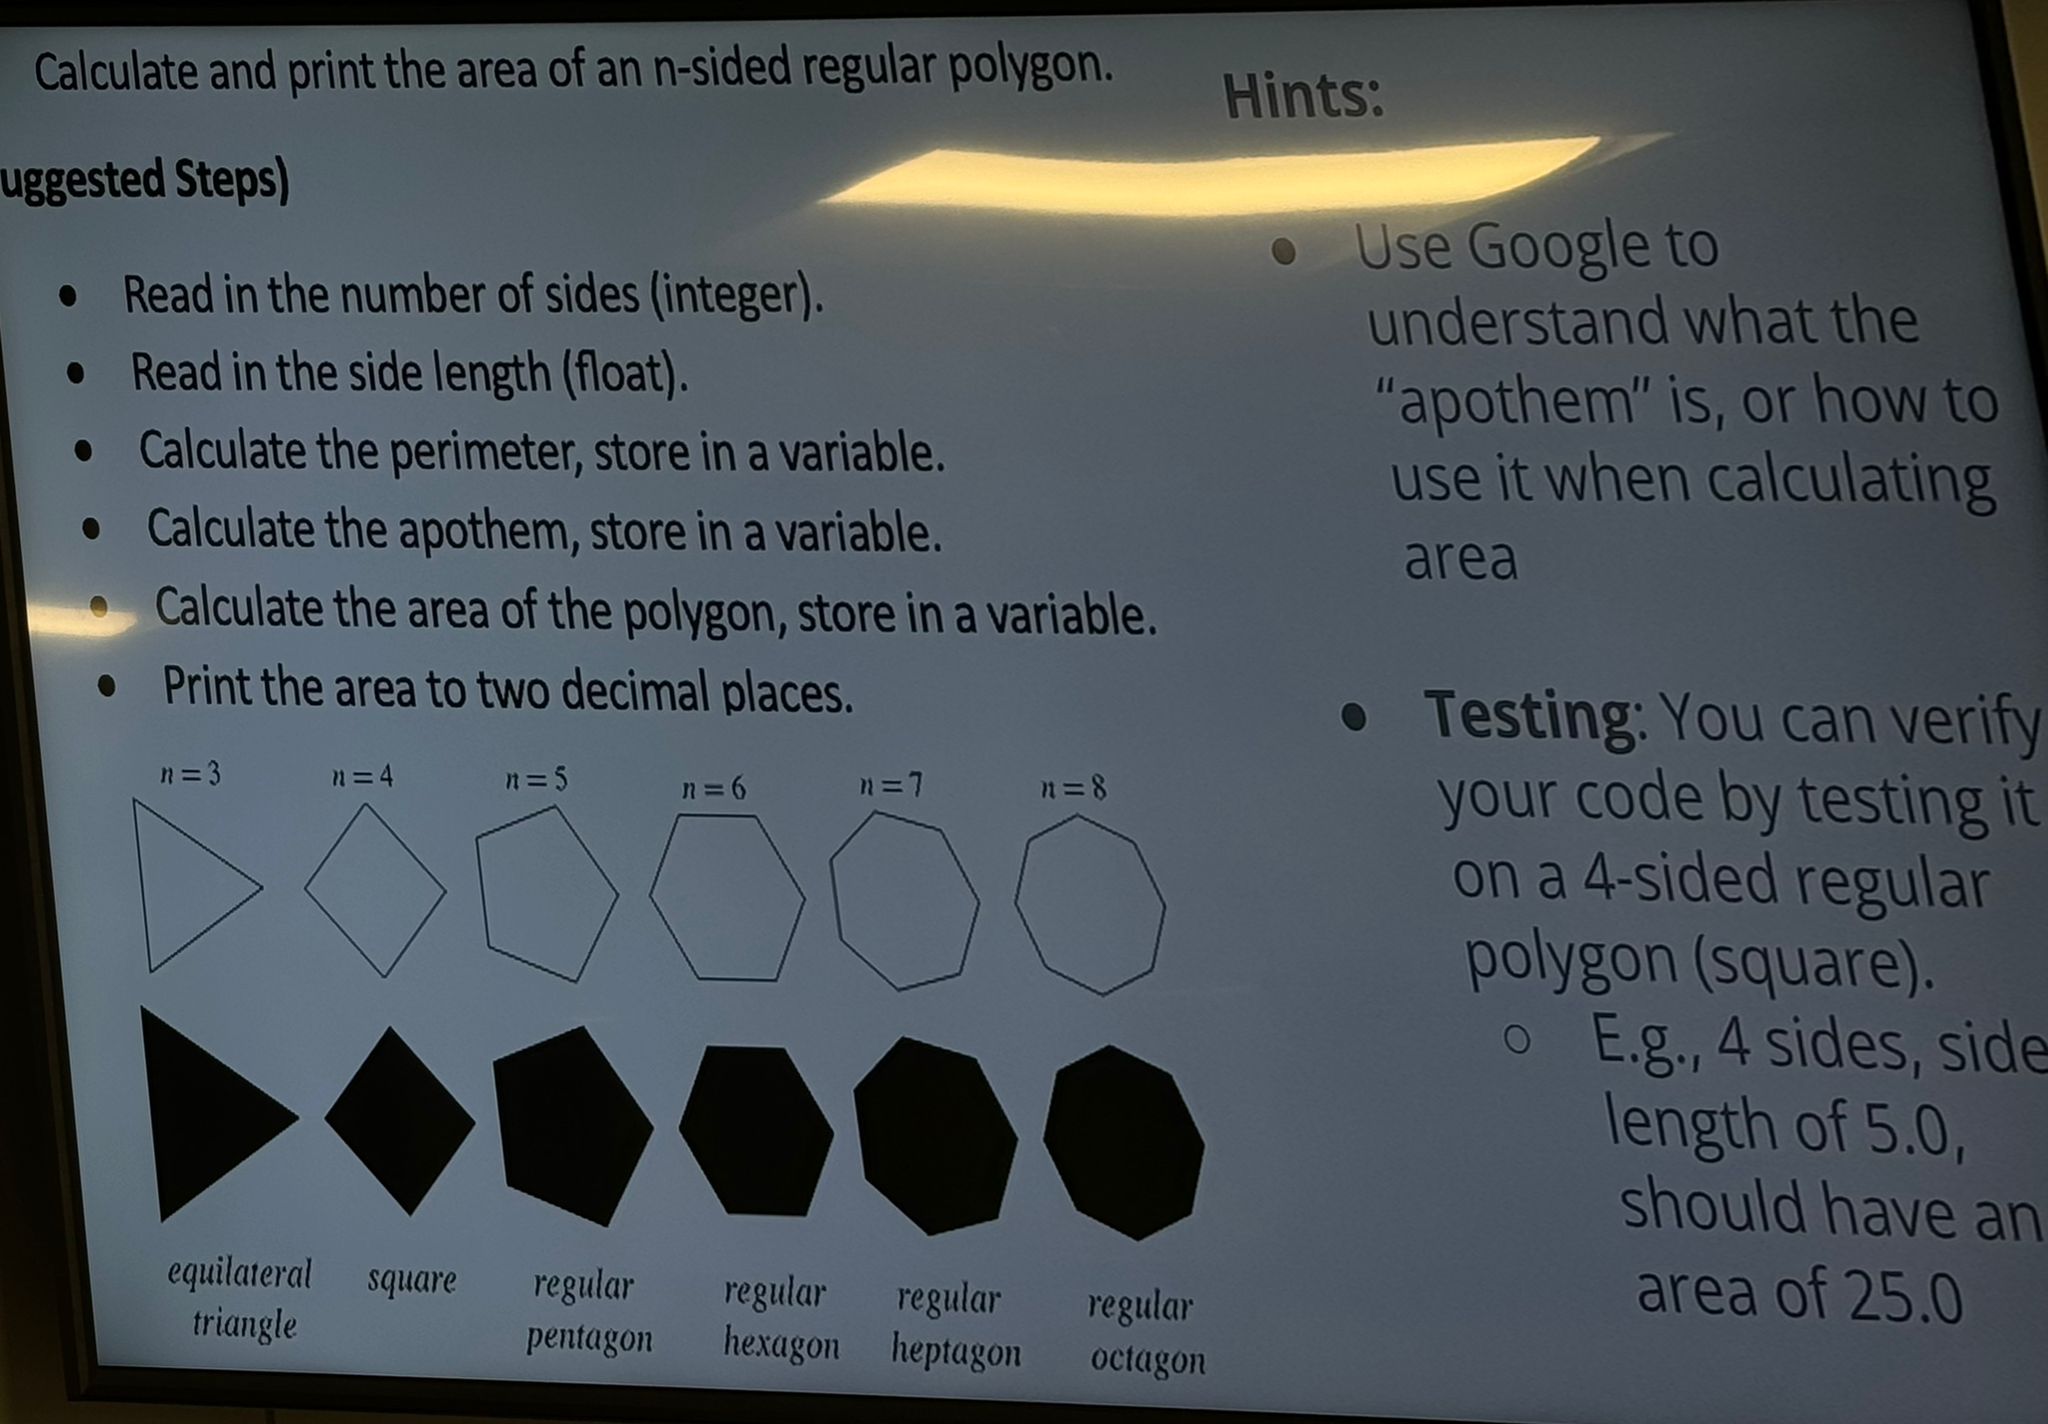 Calculate and print the area of an n-sided regular polygon.
uggested Steps)
• Read in the number of sides (integer).
• Read in the side length (float).
• Calculate the perimeter, store in a variable.
• Calculate the apothem, store in a variable.
• Calculate the area of the polygon, store in a variable.
• Print the area to two decimal places.
n = 3 n = 4 n = 5 n = 6 n = 7 n = 8
equilateral triangle
square
regular pentagon
regular hexagon
regular heptagon
regular octagon
Hints:
• Use Google to
understand what the
“apothem” is, or how to
use it when calculating
area
• Testing: You can verify
your code by testing it
on a 4-sided regular
polygon (square).
○ E.g., 4 sides, side
length of 5.0,
should have an
area of 25.0